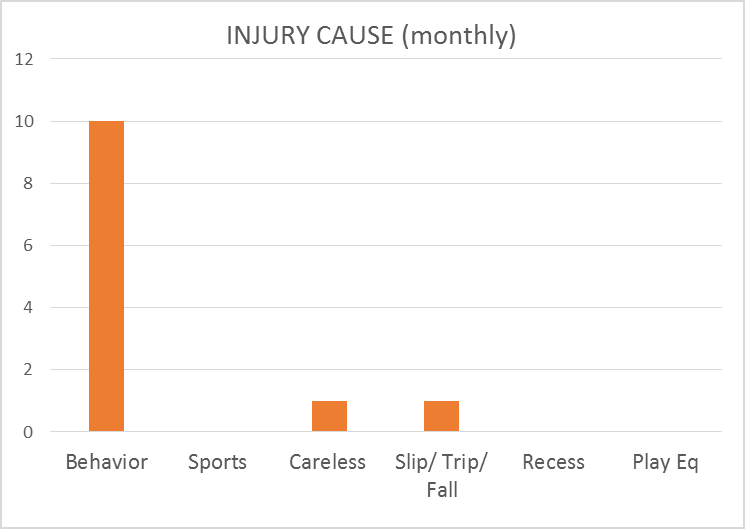 INJURY CAUSE (monthly)
12
10
8
6
4
2
0
Behavior Sports Careless Slip/ Trip/ Recess Play Eq
Fall